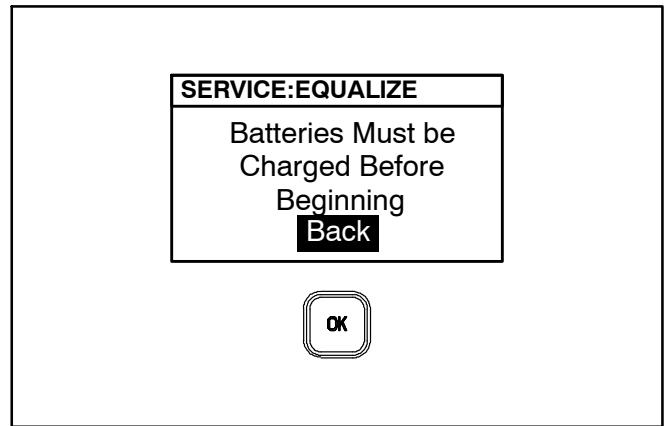 SERVICE:EQUALIZE
Batteries Must be
Charged Before
Beginning
Back
OK